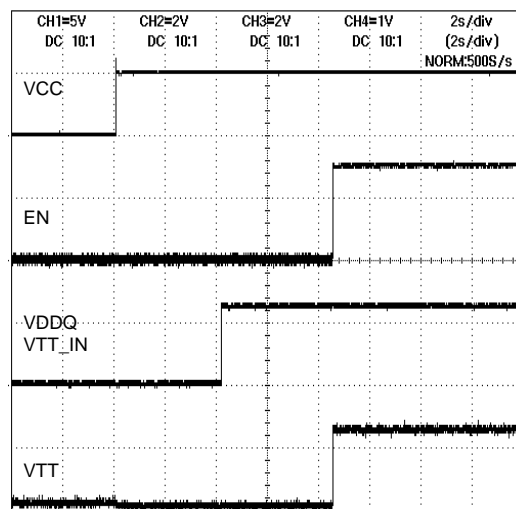 CH1=5V CH2=2V CH3=2V CH4=1V 2s/div
DC 10:1 DC 10:1 DC 10:1 DC 10:1 (2s/div)
NORM:500S/s
VCC
EN
VDDQ
VTT_IN
VTT